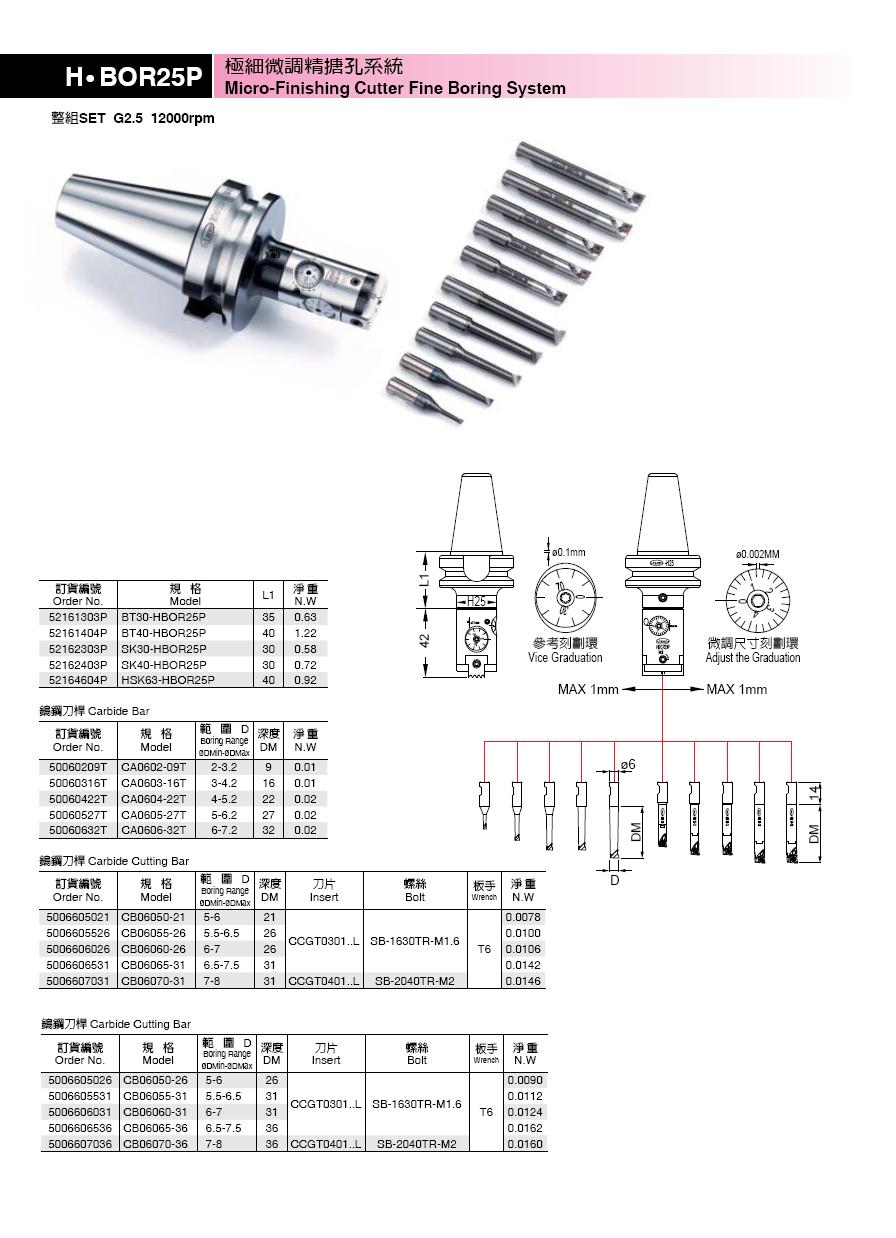 H•BOR25P
極細微調精搪孔系統
Micro-Finishing Cutter Fine Boring System
整組SET G2.5 12000rpm
L1
42
H25
ø0.1mm
參考刻劃環
Vice Graduation
-H25
ø0.002MM
微調尺寸刻劃環
Adjust the Graduation
MAX 1mm
MAX 1mm
ø6
DM
D
14
DM
訂貨編號 規 格 L1 淨 重
Order No. Model N.W
52161303P BT30-HBOR25P 35 0.63
52161404P BT40-HBOR25P 40 1.22
52162303P SK30-HBOR25P 30 0.58
52162403P SK40-HBOR25P 30 0.72
52164604P HSK63-HBOR25P 40 0.92
鎢鋼刀桿 Carbide Bar
訂貨編號 規 格 範 圍 D 深度 淨 重
Order No. Model Boring Range DM N.W
øDMin-øDMax
50060209T CA0602-09T 2-3.2 9 0.01
50060316T CA0603-16T 3-4.2 16 0.01
50060422T CA0604-22T 4-5.2 22 0.02
50060527T CA0605-27T 5-6.2 27 0.02
50060632T CA0606-32T 6-7.2 32 0.02
鎢鋼刀桿 Carbide Cutting Bar
訂貨編號 規 格 範 圍 D 深度 刀片 螺絲 板手 淨 重
Order No. Model Boring Range DM Insert Bolt Wrench N.W
øDMin-øDMax
5006605021 CB06050-21 5-6 21 0.0078
5006605526 CB06055-26 5.5-6.5 26 0.0100
CCGT0301..L SB-1630TR-M1.6
5006606026 CB06060-26 6-7 26 T6 0.0106
5006606531 CB06065-31 6.5-7.5 31 0.0142
5006607031 CB06070-31 7-8 31 CCGT0401..L SB-2040TR-M2 0.0146
鎢鋼刀桿 Carbide Cutting Bar
訂貨編號 規 格 範 圍 D 深度 刀片 螺絲 板手 淨 重
Order No. Model Boring Range DM Insert Bolt Wrench N.W
øDMin-øDMax
5006605026 CB06050-26 5-6 26 0.0090
5006605531 CB06055-31 5.5-6.5 31 0.0112
CCGT0301..L SB-1630TR-M1.6
5006606031 CB06060-31 6-7 31 T6 0.0124
5006606536 CB06065-36 6.5-7.5 36 0.0162
5006607036 CB06070-36 7-8 36 CCGT0401..L SB-2040TR-M2 0.0160